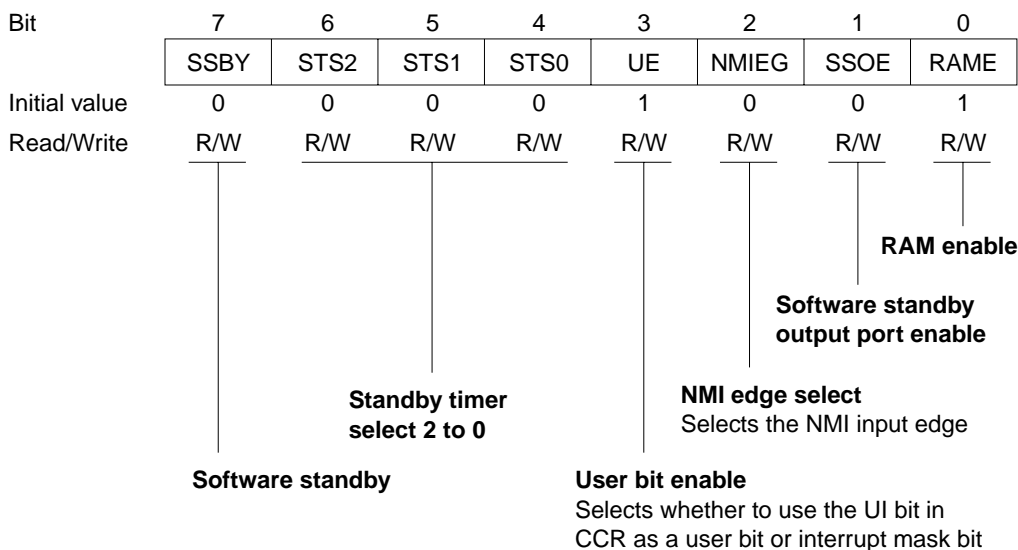 Bit 7 6 5 4 3 2 1 0
SSBY STS2 STS1 STS0 UE NMIEG SSOE RAME
Initial value 0 0 0 0 1 0 0 1
Read/Write R/W R/W R/W R/W R/W R/W R/W R/W
RAM enable
Software standby
output port enable
NMI edge select
Selects the NMI input edge
Standby timer
select 2 to 0
User bit enable
Selects whether to use the UI bit in
CCR as a user bit or interrupt mask bit
Software standby